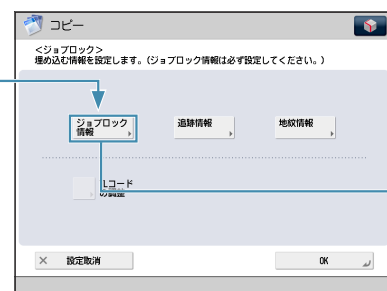 コピー
<ジョブロック>
埋め込む情報を設定します。(ジョブロック情報は必ず設定してください。)
ジョブロック 追跡情報 地紋情報
情報
Lコード
の調整
設定取消 OK